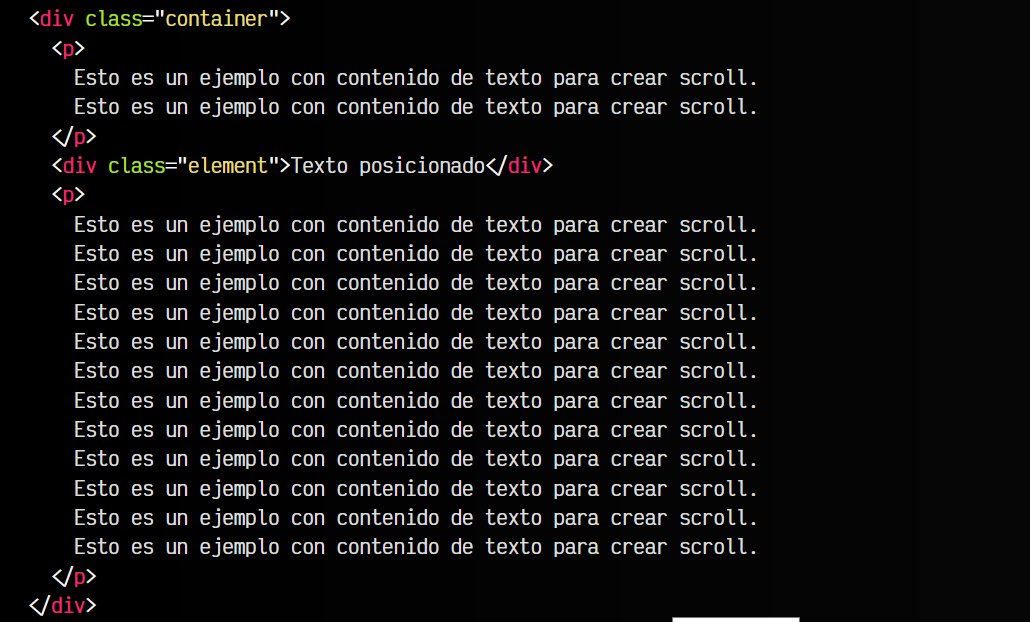 <div class="container">
<p>
Esto es un ejemplo con contenido de texto para crear scroll.
Esto es un ejemplo con contenido de texto para crear scroll.
</p>
<div class="element">Texto posicionado</div>
<p>
Esto es un ejemplo con contenido de texto para crear scroll.
Esto es un ejemplo con contenido de texto para crear scroll.
Esto es un ejemplo con contenido de texto para crear scroll.
Esto es un ejemplo con contenido de texto para crear scroll.
Esto es un ejemplo con contenido de texto para crear scroll.
Esto es un ejemplo con contenido de texto para crear scroll.
Esto es un ejemplo con contenido de texto para crear scroll.
Esto es un ejemplo con contenido de texto para crear scroll.
Esto es un ejemplo con contenido de texto para crear scroll.
Esto es un ejemplo con contenido de texto para crear scroll.
Esto es un ejemplo con contenido de texto para crear scroll.
Esto es un ejemplo con contenido de texto para crear scroll.
</p>
</div>